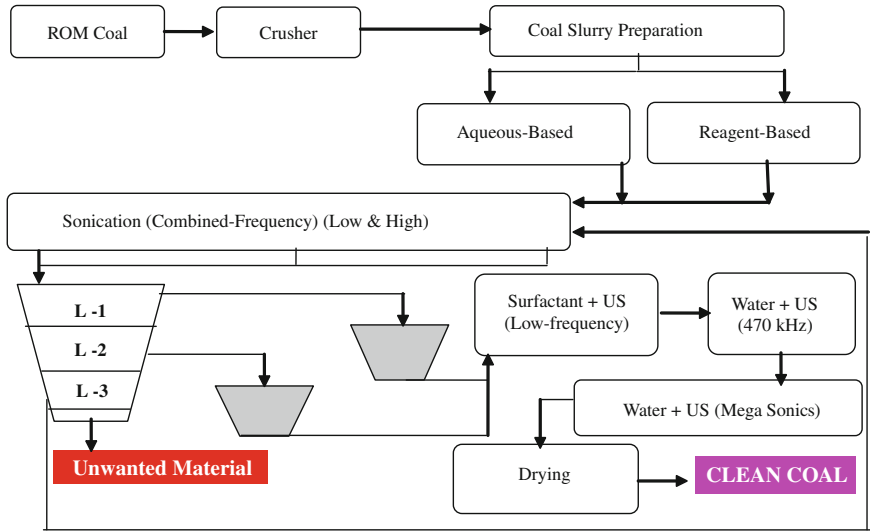 ROM Coal
Crusher
Coal Slurry Preparation
Aqueous-Based
Reagent-Based
Sonication (Combined-Frequency) (Low & High)
L -1
L -2
L -3
Surfactant + US
(Low-frequency)
Water + US
(470 kHz)
Water + US (Mega Sonics)
Unwanted Material
Drying
CLEAN COAL